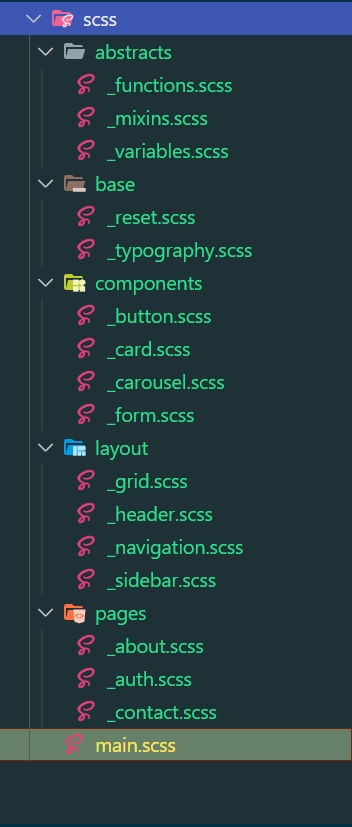 scss
abstracts
_functions.scss
_mixins.scss
_variables.scss
base
_reset.scss
_typography.scss
components
_button.scss
_card.scss
_carousel.scss
_form.scss
layout
_grid.scss
_header.scss
_navigation.scss
_sidebar.scss
pages
_about.scss
_auth.scss
_contact.scss
main.scss